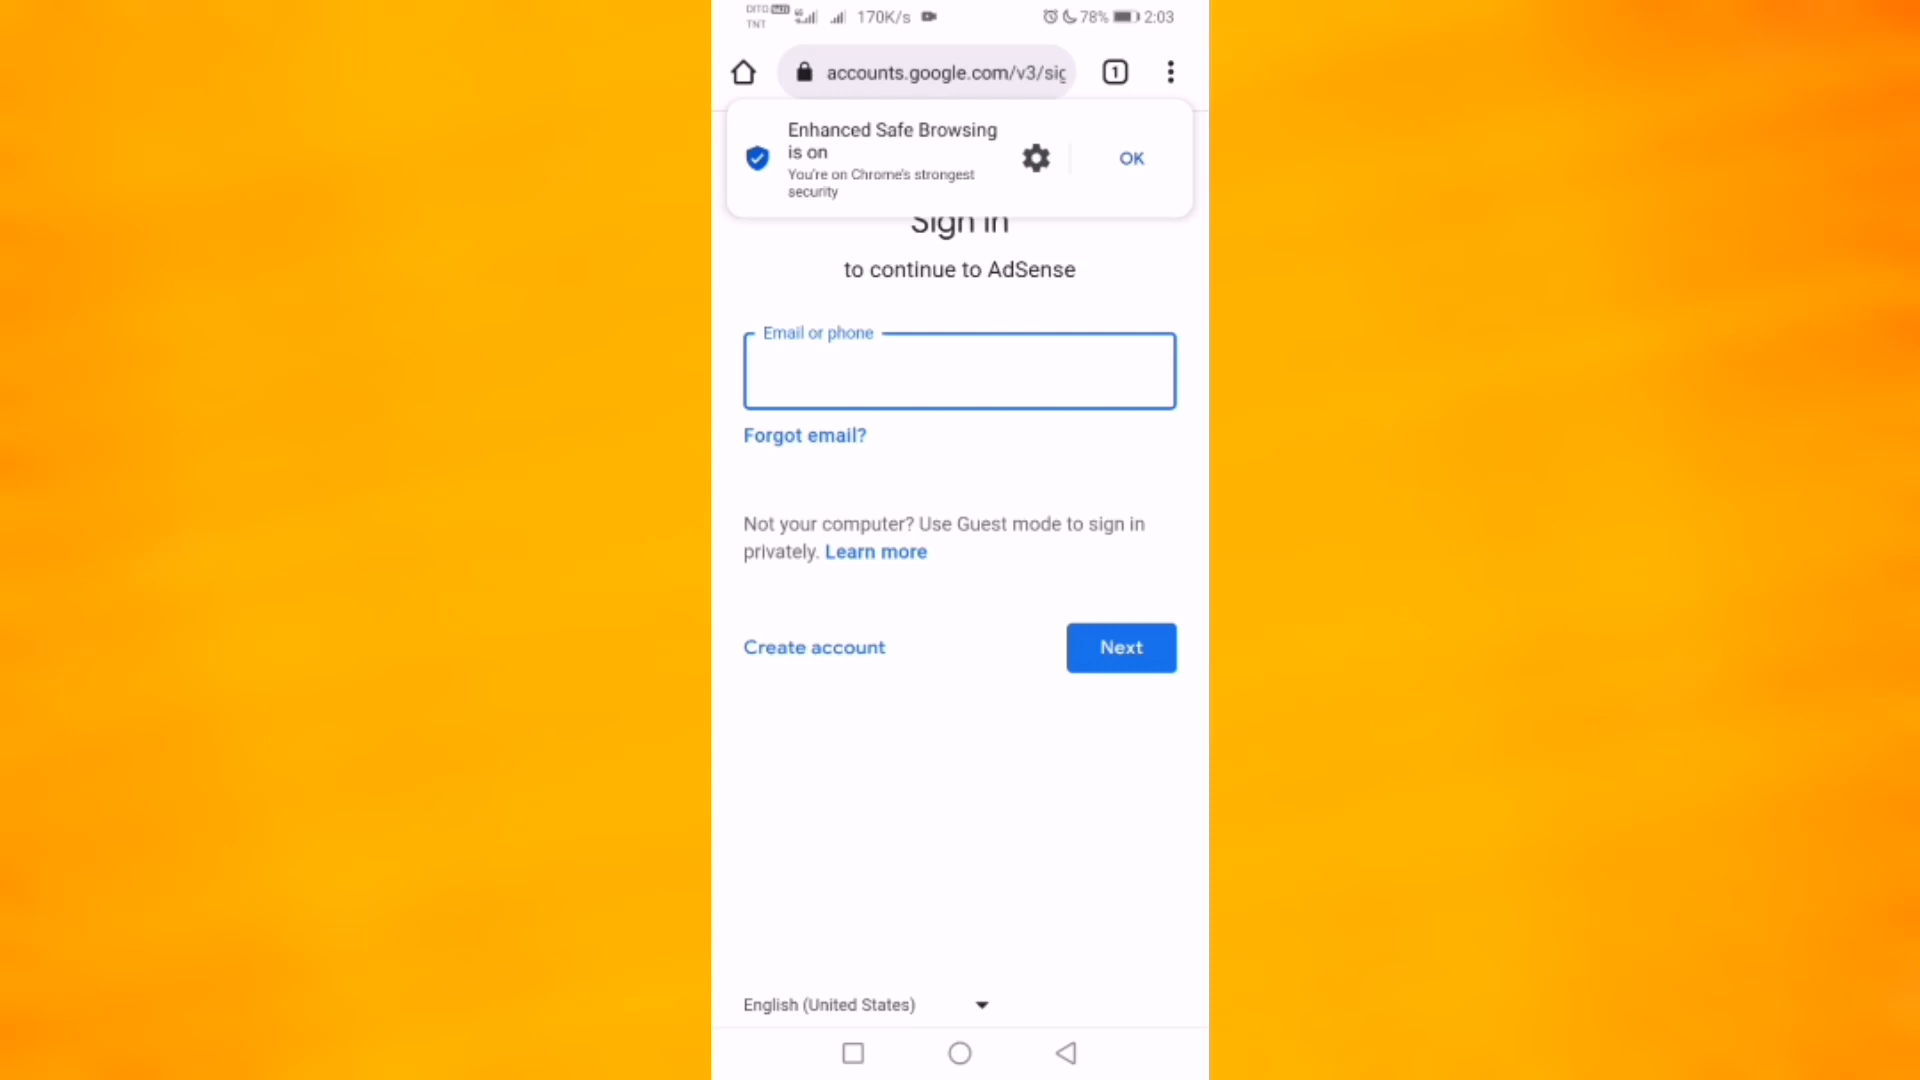 DITO
TNT
170K/s
78%
2:03
accounts.google.com/v3/sig
1
Enhanced Safe Browsing
is on
You're on Chrome's strongest
security
OK
Sign in
to continue to AdSense
Email or phone
Forgot email?
Not your computer? Use Guest mode to sign in
privately. Learn more
Create account
Next
English (United States)